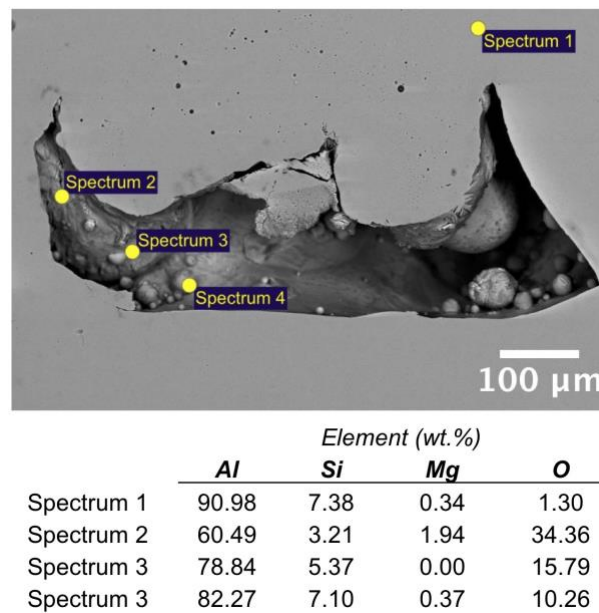 Spectrum 1
Spectrum 2
Spectrum 3
Spectrum 4
100 µm
Element (wt.%)
Al Si Mg O
Spectrum 1 90.98 7.38 0.34 1.30
Spectrum 2 60.49 3.21 1.94 34.36
Spectrum 3 78.84 5.37 0.00 15.79
Spectrum 3 82.27 7.10 0.37 10.26